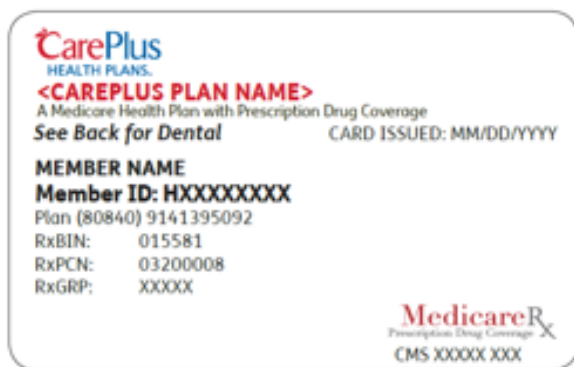 CarePlus
HEALTH PLANS.
<CAREPLUS PLAN NAME>
A Medicare Health Plan with Prescription Drug Coverage
See Back for Dental CARD ISSUED: MM/DD/YYYY
MEMBER NAME
Member ID: HXXXXXXXX
Plan (80840) 9141395092
RxBIN: 015581
RxPCN: 03200008
RxGRP: XXXXX
MedicareRx
Prescription Drug Coverage
CMS XXXXX XXX